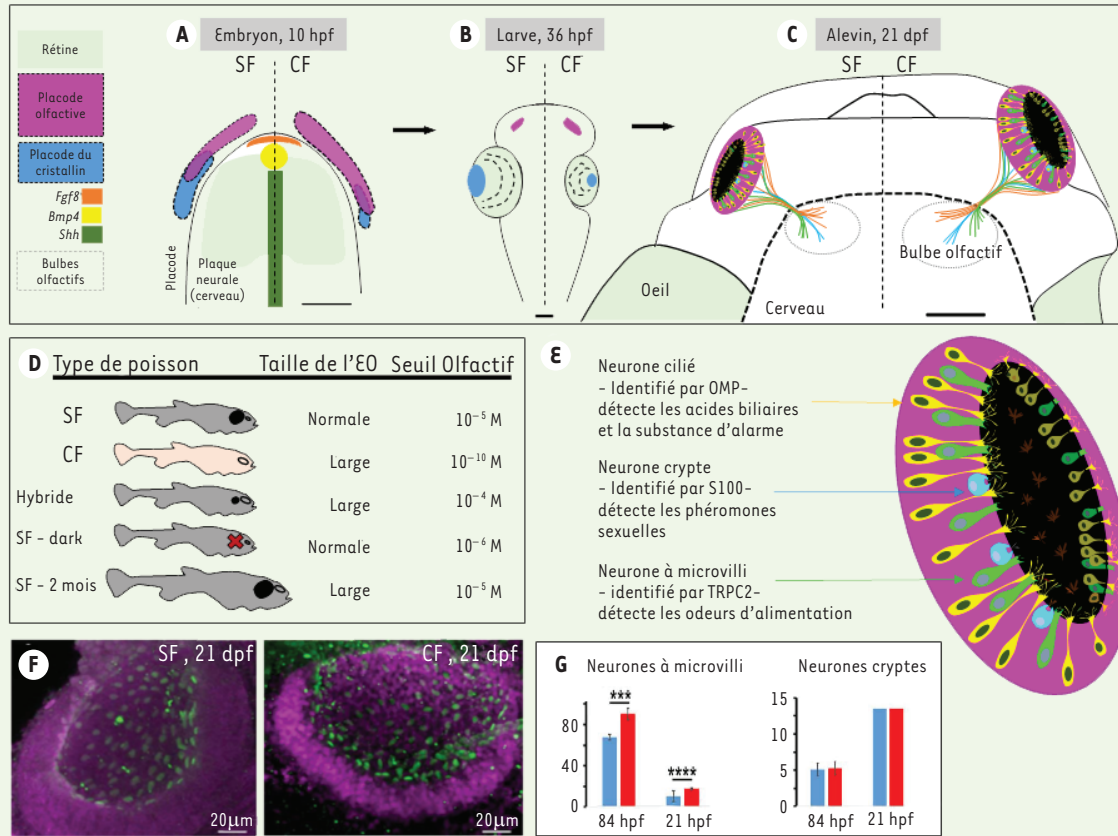 Rétine
Placode
olfactive
Placode du
cristallin
Fgf8
Bmp4
Shh
Bulbes
olfactifs
A
Embryon, 10 hpf
SF CF
Placode
Plaque
neurale
(cerveau)
B
Larve, 36 hpf
SF CF
C
Alevin, 21 dpf
SF CF
Bulbe olfactif
Oeil
Cerveau
D Type de poisson Taille de l'EO Seuil Olfactif
SF Normale 10⁻⁵ M
CF Large 10⁻¹⁰ M
Hybride Large 10⁻⁴ M
SF – dark Normale 10⁻⁶ M
SF – 2 mois Large 10⁻⁵ M
E
Neurone cilié
– Identifié par OMP–
détecte les acides biliaires
et la substance d'alarme
Neurone crypte
– Identifié par S100–
détecte les phéromones
sexuelles
Neurone à microvilli
– identifié par TRPC2–
détecte les odeurs d'alimentation
F
SF , 21 dpf
20µm
CF, 21 dpf
20µm
G
Neurones à microvilli
80
40
0
***
****
84 hpf 21 hpf
Neurones cryptes
15
10
5
0
84 hpf 21 hpf